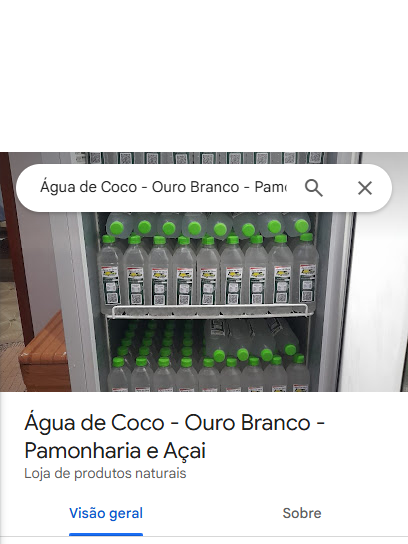 Água de Coco - Ouro Branco - Pamo
Água de Coco - Ouro Branco -
Pamonharia e Açai
Loja de produtos naturais
Visão geral
Sobre